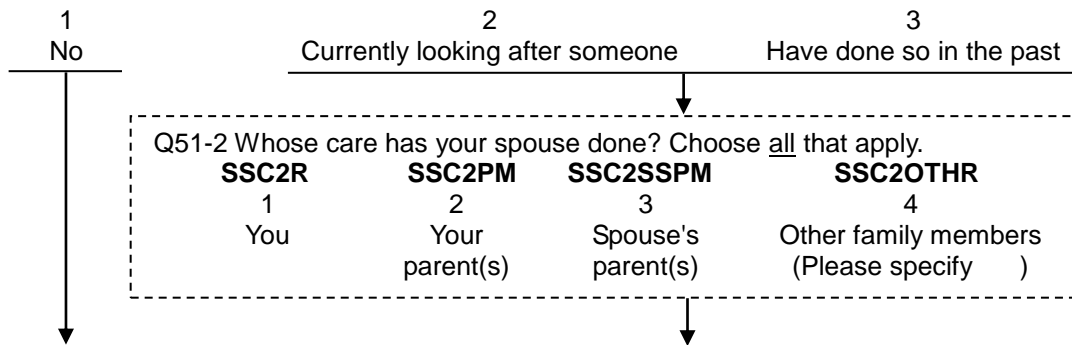 1 2 3
No Currently looking after someone Have done so in the past
Q51-2 Whose care has your spouse done? Choose all that apply.
SSC2R SSC2PM SSC2SSPM SSC2OTHR
1 2 3 4
You Your Spouse's Other family members
parent(s) parent(s) (Please specify )